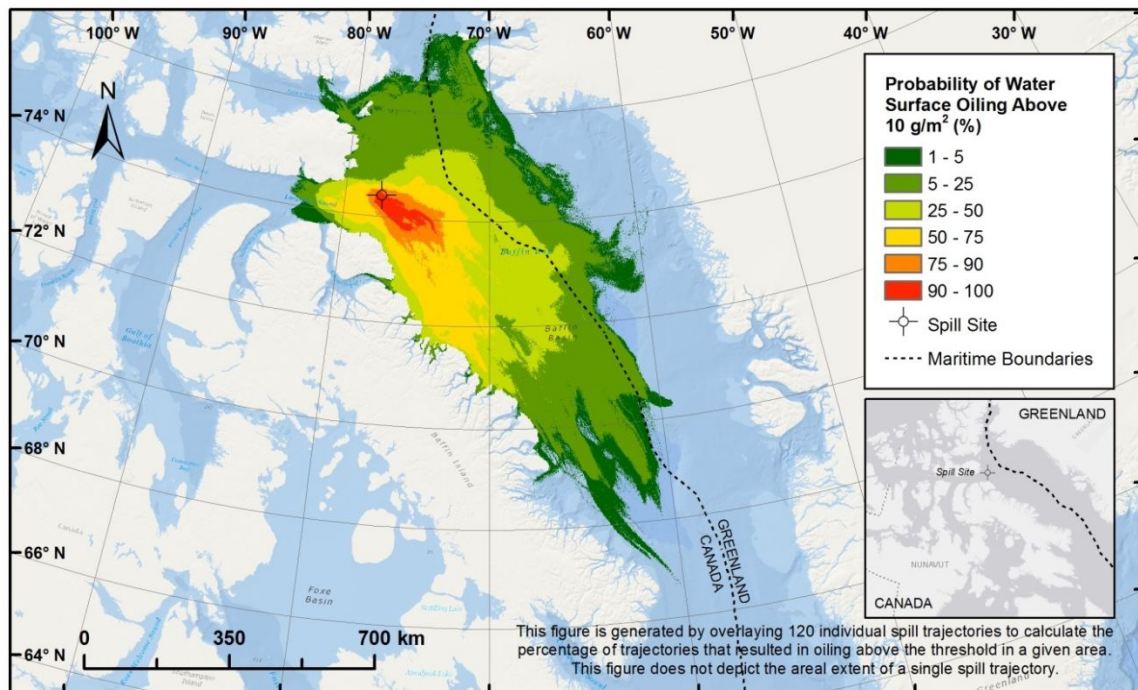 100° W 90° W 80° W 70° W 60° W 50° W 40° W 30° W
N
74° N
72° N
70° N
68° N
66° N
64° N
Probability of Water
Surface Oiling Above
10 g/m² (%)
1 - 5
5 - 25
25 - 50
50 - 75
75 - 90
90 - 100
Spill Site
Maritime Boundaries
Gulf of
Boothia
Baffin
Basin
Baffin Island
Canada
Foxe
Basin
GREENLAND
CANADA
0 350 700 km
GREENLAND
Spill Site
NUNAVUT
CANADA
This figure is generated by overlaying 120 individual spill trajectories to calculate the
percentage of trajectories that resulted in oiling above the threshold in a given area.
This figure does not depict the areal extent of a single spill trajectory.